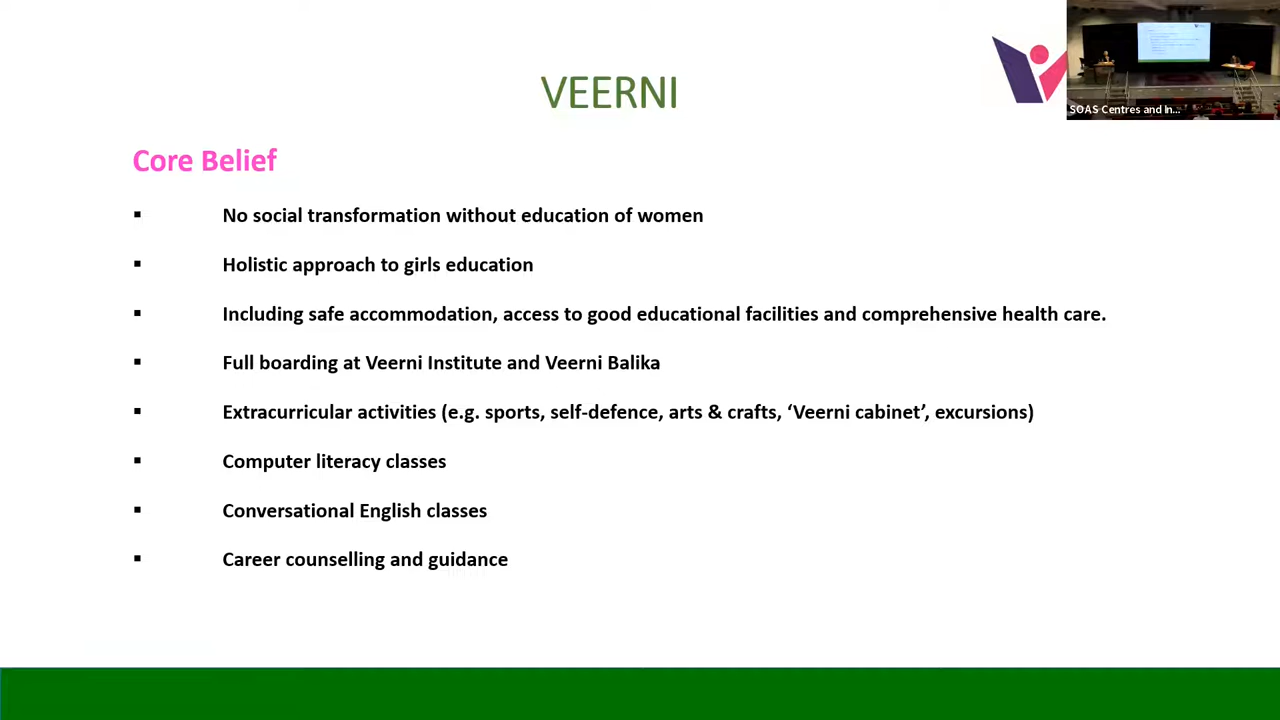 VEERNI
SOAS Centres and In...
Core Belief
▪ No social transformation without education of women
▪ Holistic approach to girls education
▪ Including safe accommodation, access to good educational facilities and comprehensive health care.
▪ Full boarding at Veerni Institute and Veerni Balika
▪ Extracurricular activities (e.g. sports, self-defence, arts & crafts, ‘Veerni cabinet’, excursions)
▪ Computer literacy classes
▪ Conversational English classes
▪ Career counselling and guidance